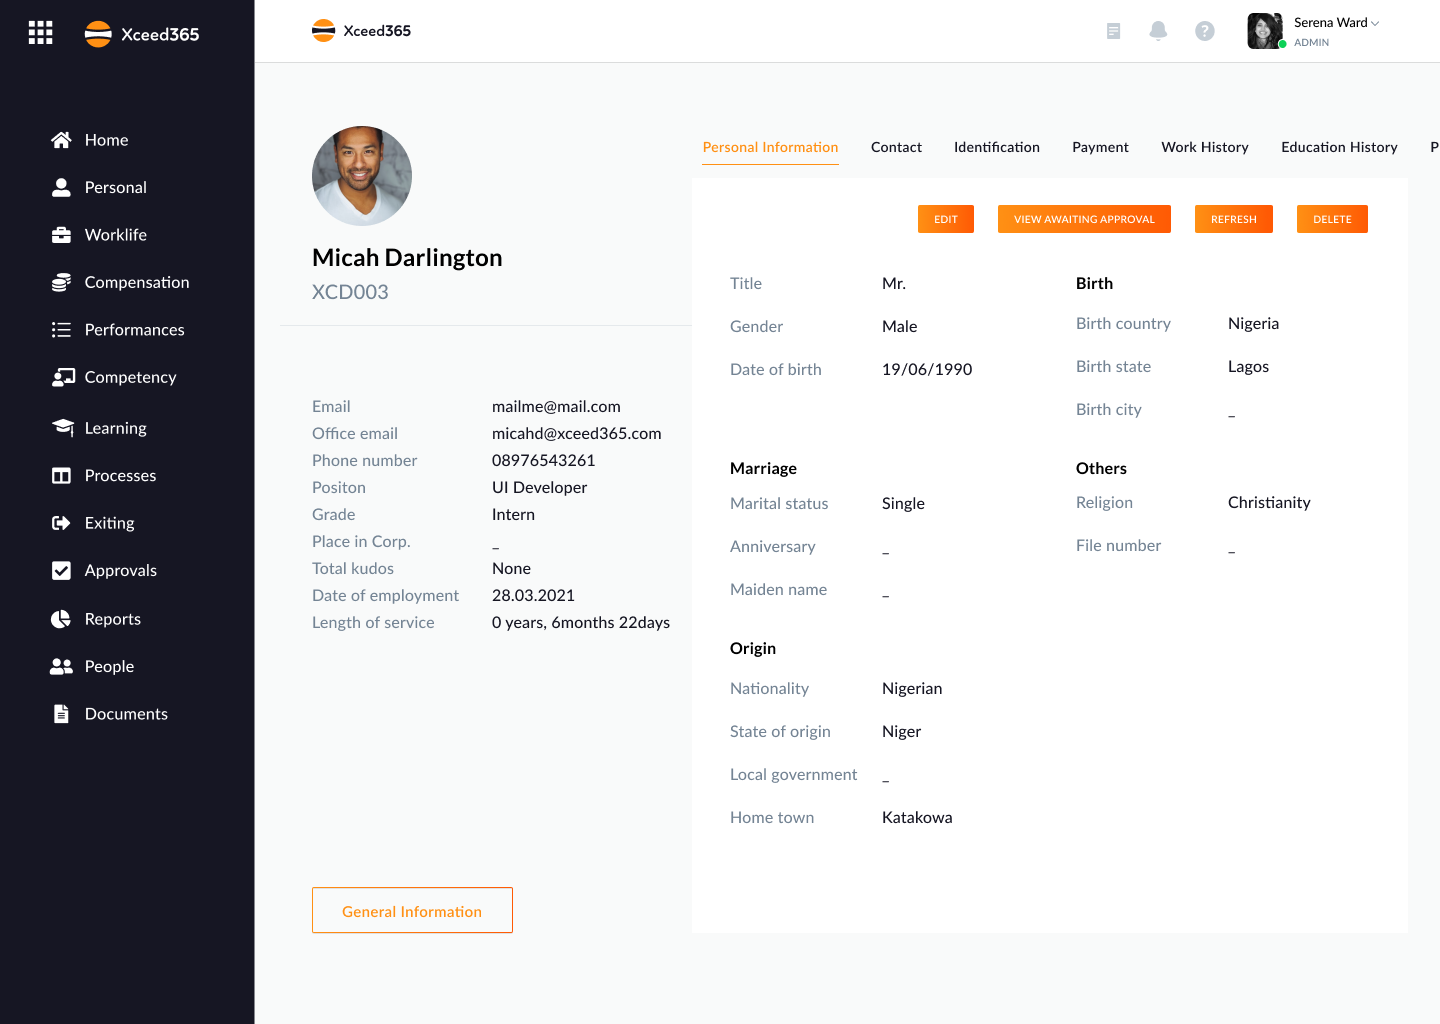 Xceed365
Home
Personal
Worklife
Compensation
Performances
Competency
Learning
Processes
Exiting
Approvals
Reports
People
Documents
Xceed365
?
Serena Ward
ADMIN
Micah Darlington
XCD003
Email mailme@mail.com
Office email micahd@xceed365.com
Phone number 08976543261
Positon UI Developer
Grade Intern
Place in Corp. _
Total kudos None
Date of employment 28.03.2021
Length of service 0 years, 6months 22days
General Information
Personal Information Contact Identification Payment Work History Education History P
EDIT VIEW AWAITING APPROVAL REFRESH DELETE
Title Mr.
Gender Male
Date of birth 19/06/1990
Birth
Birth country Nigeria
Birth state Lagos
Birth city _
Marriage
Marital status Single
Anniversary _
Maiden name _
Others
Religion Christianity
File number _
Origin
Nationality Nigerian
State of origin Niger
Local government _
Home town Katakowa